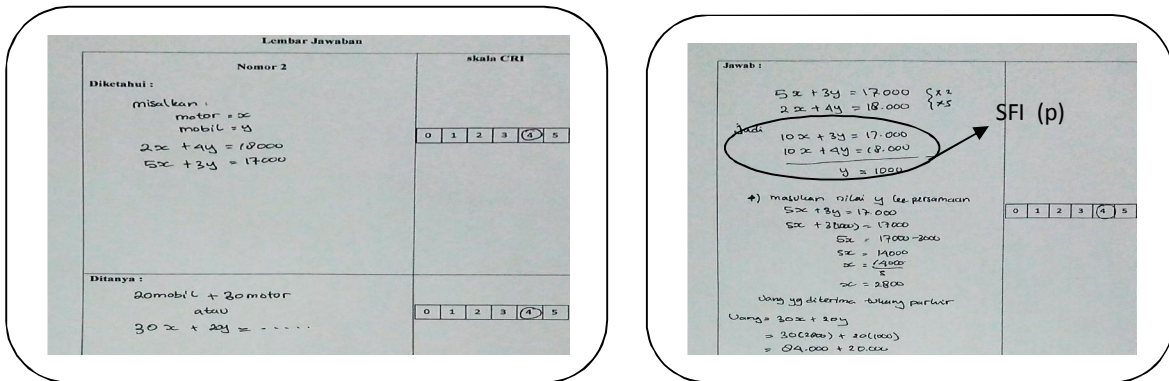 Lembar Jawaban
Nomor 2
skala CRI
Diketahui :
misalkan :
motor = x
mobil = y
2x + 4y = 18000
5x + 3y = 17000
0 1 2 3 4 5
Ditanya :
20mobil + 30motor
atau
30x + 20y = .....
0 1 2 3 4 5
Jawab :
5x + 3y = 17.000 | x2
2x + 4y = 18.000 | x5
Jadi
10x + 3y = 17.000
10x + 4y = 18.000
y = 1000
SFI (p)
*) masukan nilai y ke persamaan
5x + 3y = 17.000
5x + 3(1000) = 17000
5x = 17000 - 3000
5x = 14000
x = 14000
5
x = 2800
0 1 2 3 4 5
Uang yg diterima tukang parkir
Uang = 30x + 20y
= 30(2800) + 20(1000)
= 84.000 + 20.000